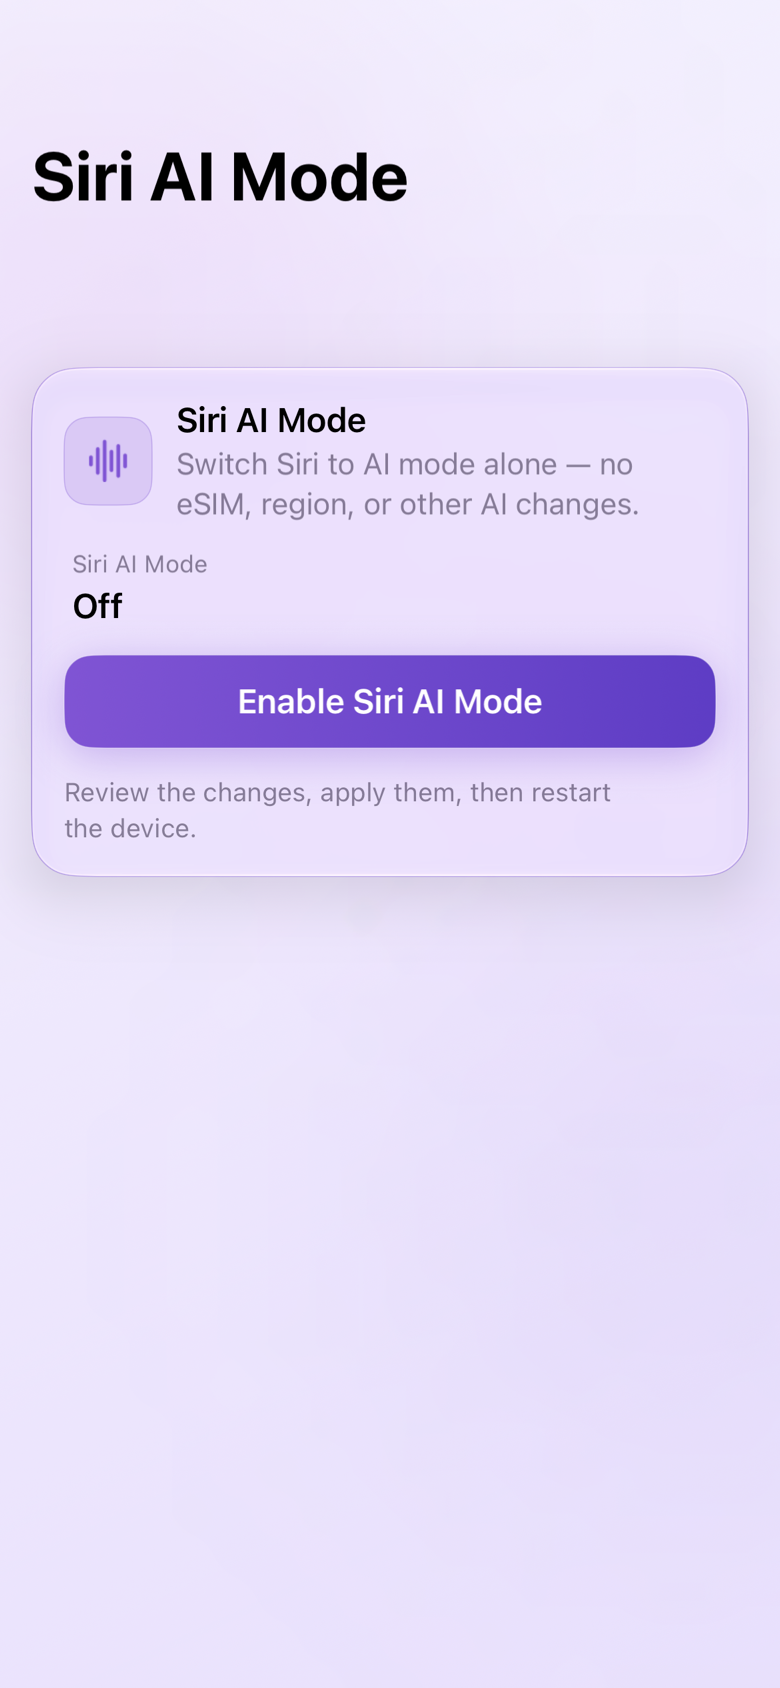 Siri AI Mode
Siri AI Mode
Switch Siri to AI mode alone — no
eSIM, region, or other AI changes.
Siri AI Mode
Off
Enable Siri AI Mode
Review the changes, apply them, then restart
the device.